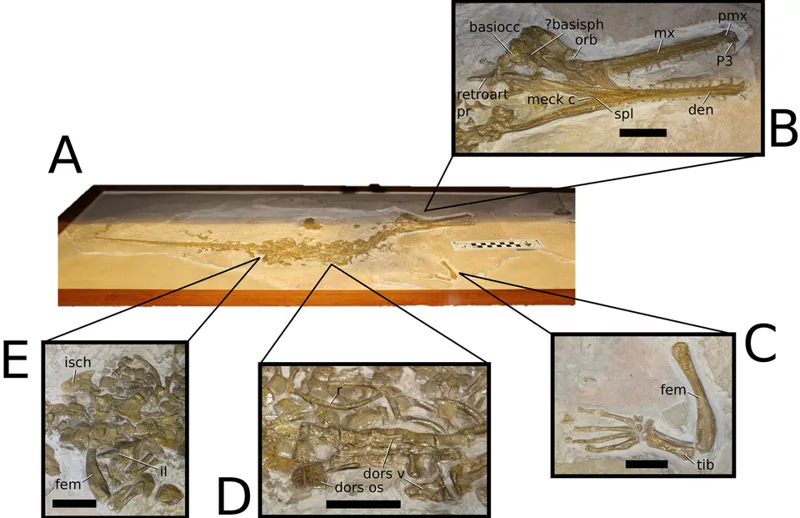 A
B
basiocc
?basisph
orb
mx
pmx
P3
retroart
pr
meck c
spl
den
C
fem
tib
D
r
dors v
dors os
E
isch
il
fem